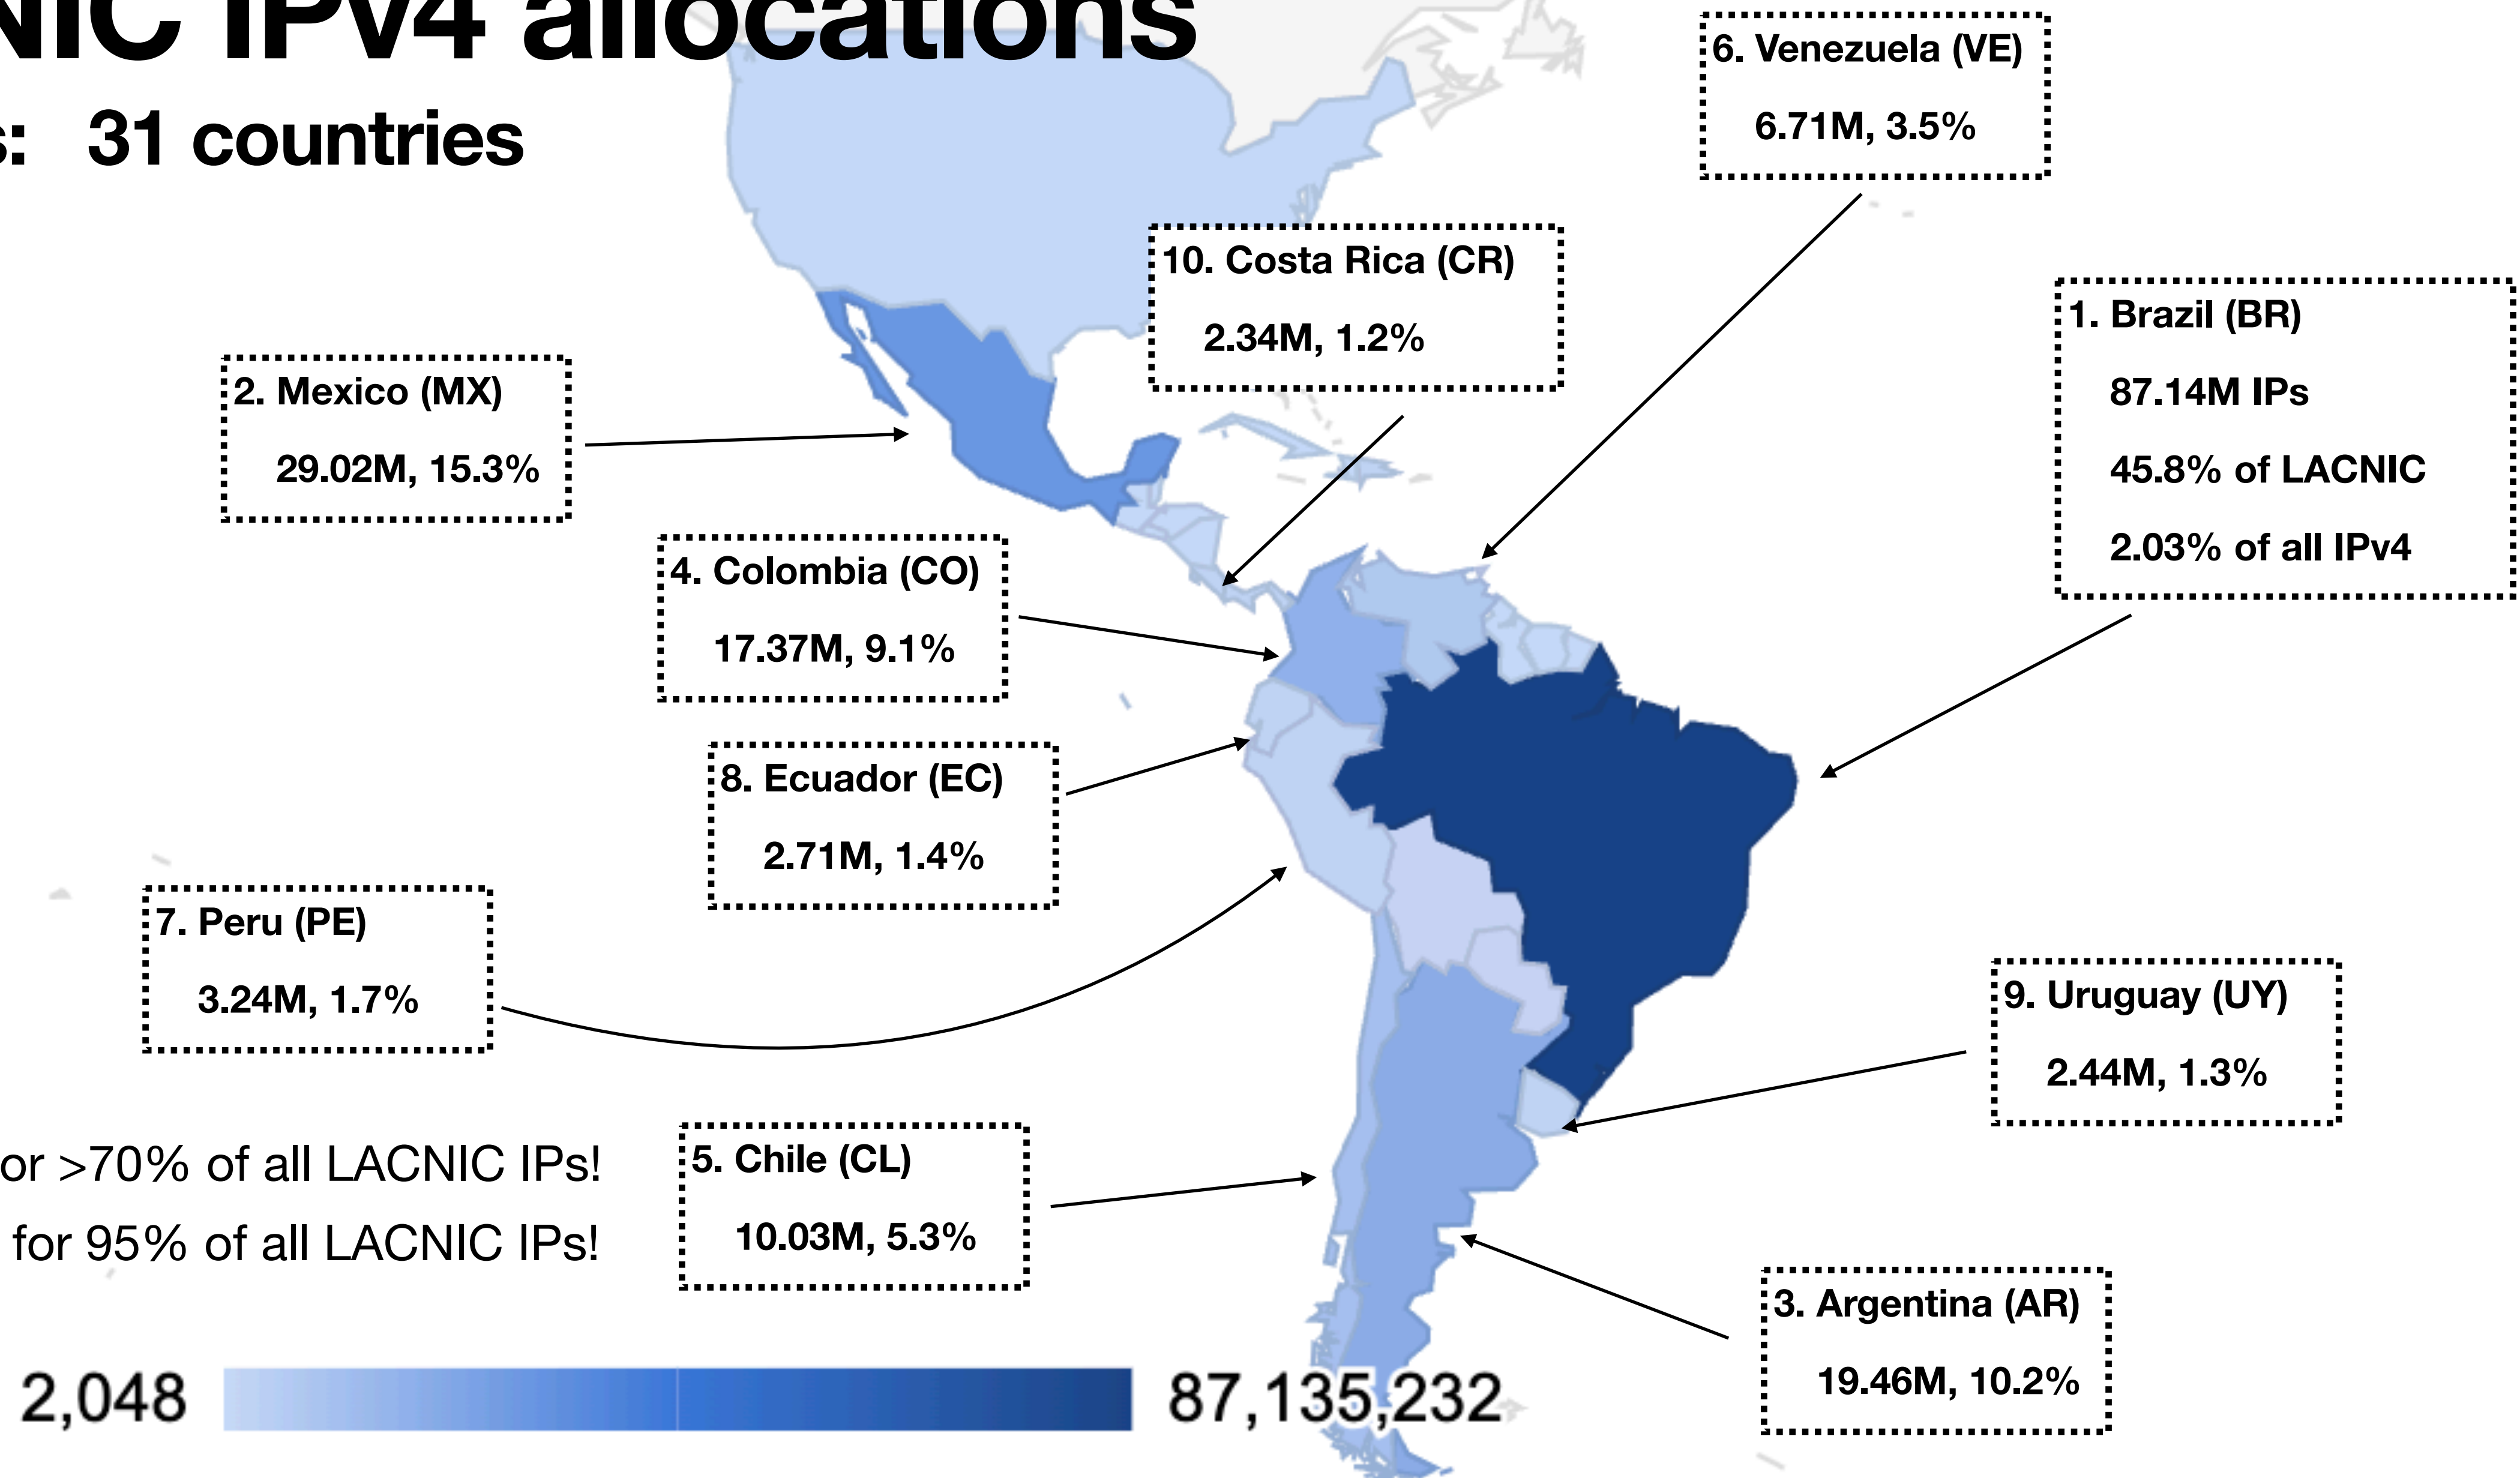 NIC IPv4 allocations
s: 31 countries
6. Venezuela (VE)
6.71M, 3.5%
10. Costa Rica (CR)
2.34M, 1.2%
1. Brazil (BR)
87.14M IPs
45.8% of LACNIC
2.03% of all IPv4
2. Mexico (MX)
29.02M, 15.3%
4. Colombia (CO)
17.37M, 9.1%
8. Ecuador (EC)
2.71M, 1.4%
7. Peru (PE)
3.24M, 1.7%
9. Uruguay (UY)
2.44M, 1.3%
or >70% of all LACNIC IPs!
for 95% of all LACNIC IPs!
5. Chile (CL)
10.03M, 5.3%
3. Argentina (AR)
19.46M, 10.2%
2,048
87,135,232